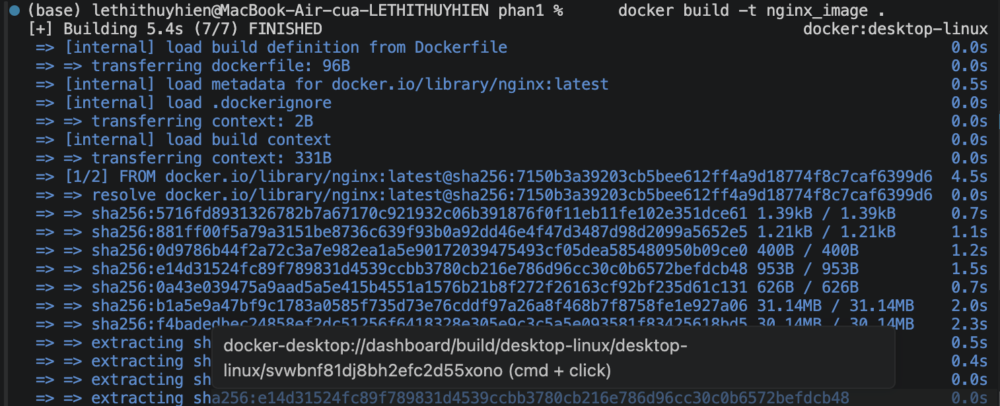 (base) lethithuyhien@MacBook-Air-cua-LETHITHUYHIEN phan1 % docker build -t nginx_image .
[+] Building 5.4s (7/7) FINISHED docker:desktop-linux
=> [internal] load build definition from Dockerfile 0.0s
=> => transferring dockerfile: 96B 0.0s
=> [internal] load metadata for docker.io/library/nginx:latest 0.5s
=> [internal] load .dockerignore 0.0s
=> => transferring context: 2B 0.0s
=> [internal] load build context 0.0s
=> => transferring context: 331B 0.0s
=> [1/2] FROM docker.io/library/nginx:latest@sha256:7150b3a39203cb5bee612ff4a9d18774f8c7caf6399d6 4.5s
=> => resolve docker.io/library/nginx:latest@sha256:7150b3a39203cb5bee612ff4a9d18774f8c7caf6399d6 0.0s
=> => sha256:5716fd8931326782b7a67170c921932c06b391876f0f11eb11fe102e351dce61 1.39kB / 1.39kB 0.7s
=> => sha256:881ff00f5a79a3151be8736c639f93b0a92dd46e4f47d3487d98d2099a5652e5 1.21kB / 1.21kB 1.1s
=> => sha256:0d9786b44f2a72c3a7e982ea1a5e90172039475493cf05dea585480950b09ce0 400B / 400B 1.2s
=> => sha256:e14d31524fc89f789831d4539ccbb3780cb216e786d96cc30c0b6572befdcb48 953B / 953B 1.5s
=> => sha256:0a43e039475a9aad5a5e415b4551a1576b21b8f272f26163cf92bf235d61c131 626B / 626B 0.7s
=> => sha256:b1a5e9a47bf9c1783a0585f735d73e76cddf97a26a8f468b7f8758fe1e927a06 31.14MB / 31.14MB 2.0s
=> => sha256:f4badedbec24858ef2dc51256f6418328e305e9c3c5a5e093581f83425618bd5 30.14MB / 30.14MB 2.3s
=> => extracting sh 0.5s
docker-desktop://dashboard/build/desktop-linux/desktop-
=> => extracting sh 0.4s
linux/svwbnf81dj8bh2efc2d55xono (cmd + click)
=> => extracting sh 0.0s
=> => extracting sha256:e14d31524fc89f789831d4539ccbb3780cb216e786d96cc30c0b6572befdcb48 0.0s